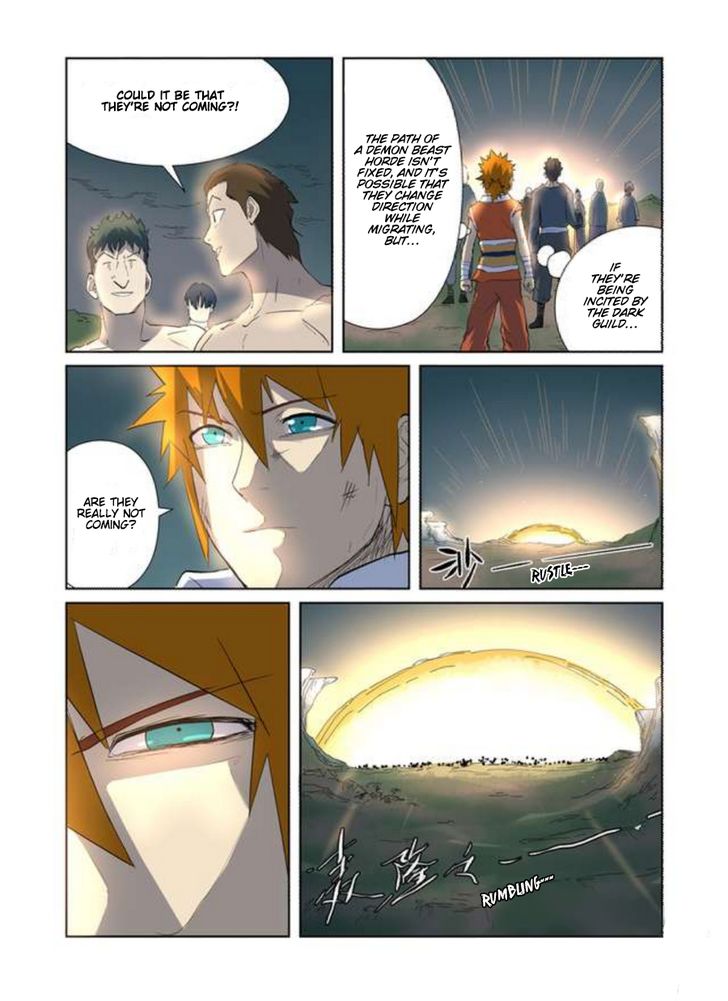 COULD IT BE THAT
THEY'RE NOT COMING?!
THE PATH OF
A DEMON BEAST
HORDE ISN'T
FIXED, AND IT'S
POSSIBLE THAT
THEY CHANGE
DIRECTION
WHILE
MIGRATING,
BUT...
IF
THEY'RE
BEING
INCITED BY
THE DARK
GUILD...
ARE THEY
REALLY NOT
COMING?
沙
RUSTLE---
轰隆之
RUMBLING---